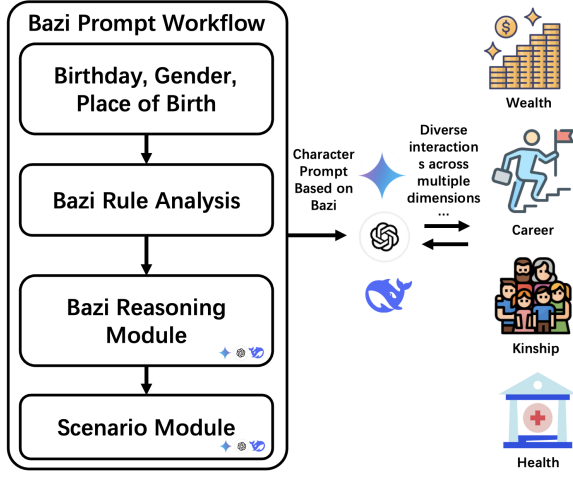 Bazi Prompt Workflow
Birthday, Gender,
Place of Birth
Bazi Rule Analysis
Bazi Reasoning
Module
Scenario Module
Character
Prompt
Based on
Bazi
Diverse
interaction
s across
multiple
dimensions
...
Wealth
Career
Kinship
Health